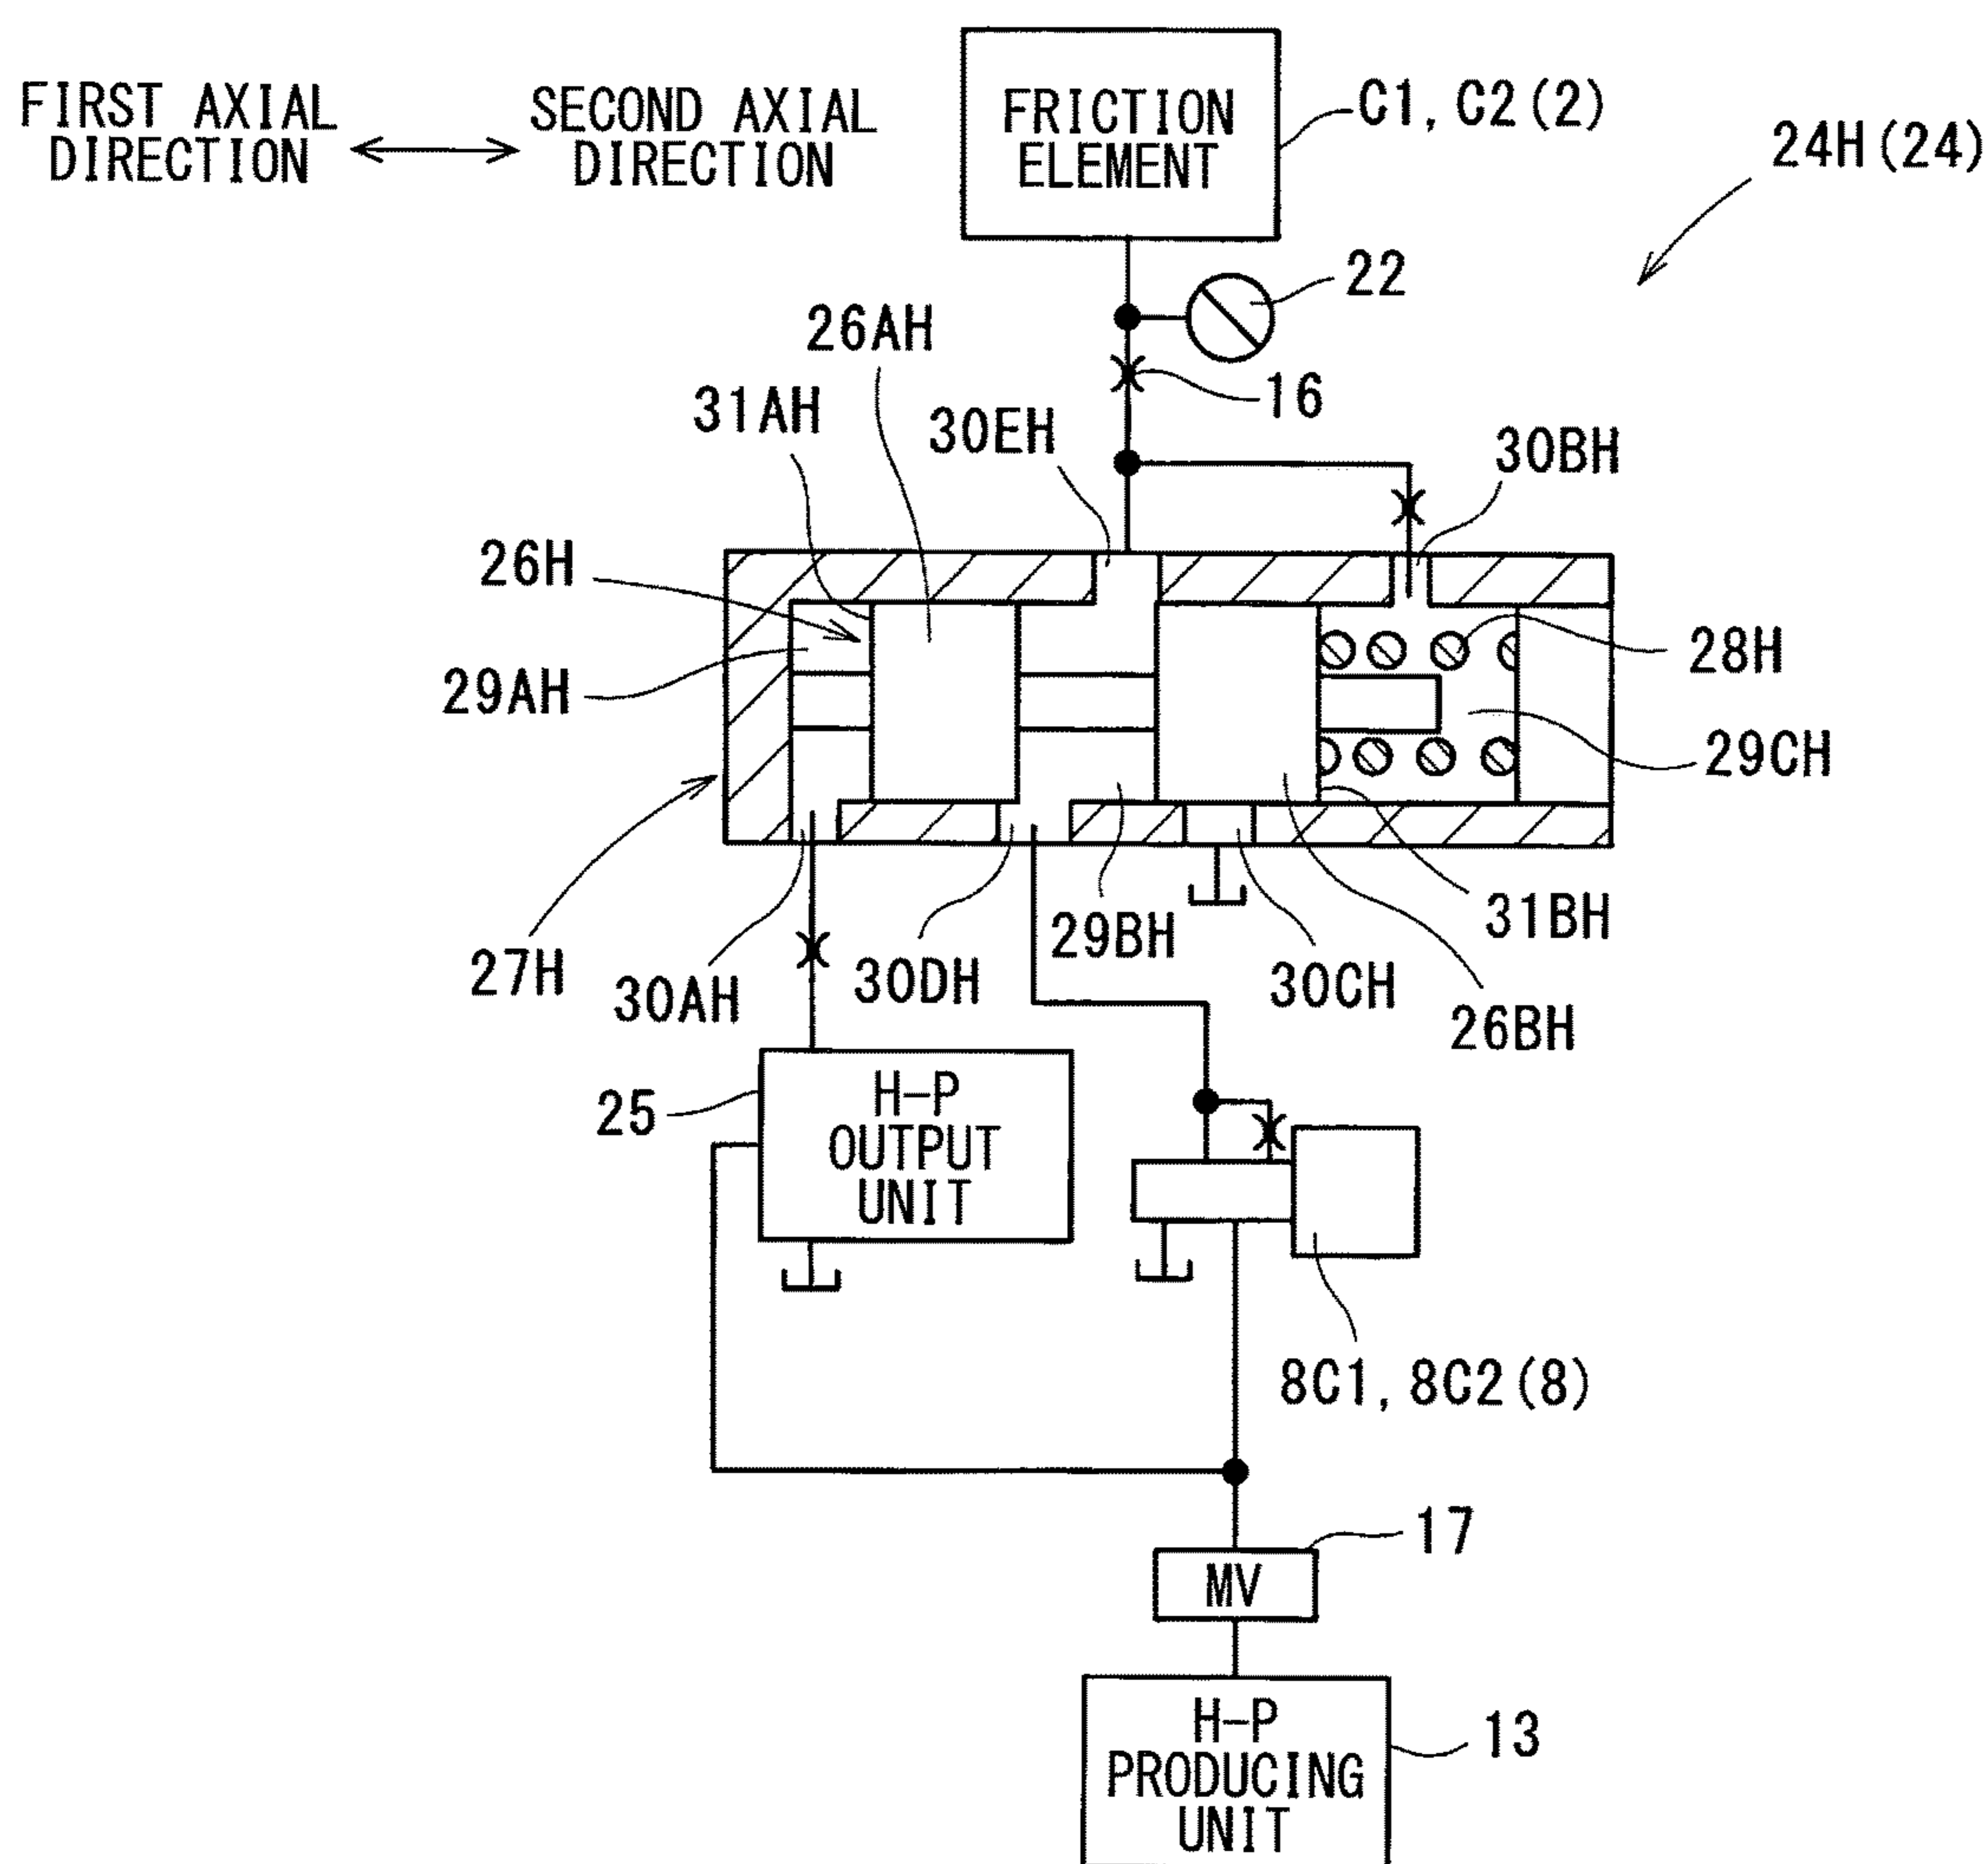 FIRST AXIAL
DIRECTION
SECOND AXIAL
DIRECTION
FRICTION
ELEMENT
C1, C2(2)
24H(24)
22
26AH
16
31AH
30EH
30BH
26H
28H
29AH
29CH
31BH
29BH
27H
30AH
30DH
30CH
26BH
25
H-P
OUTPUT
UNIT
8C1, 8C2(8)
17
MV
H-P
PRODUCING
UNIT
13